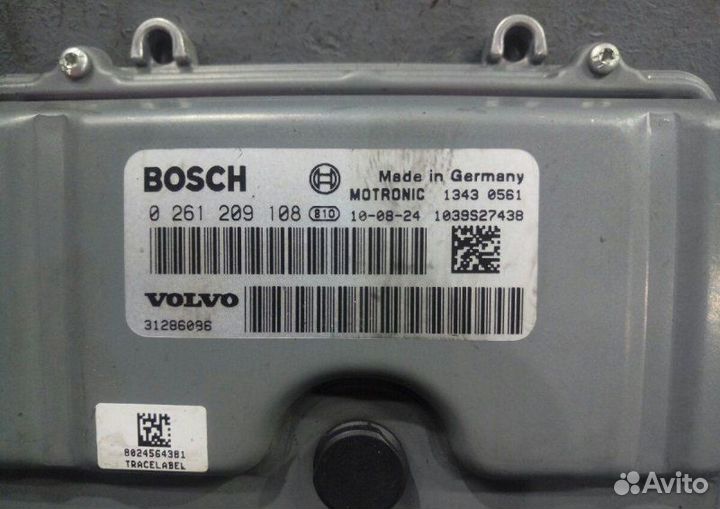 BOSCH
Made in Germany
MOTRONIC 1343 0561
0 261 209 108 B10 10-08-24 1039S27438
VOLVO
31286096
8024564381
TRACELABEL
Avito